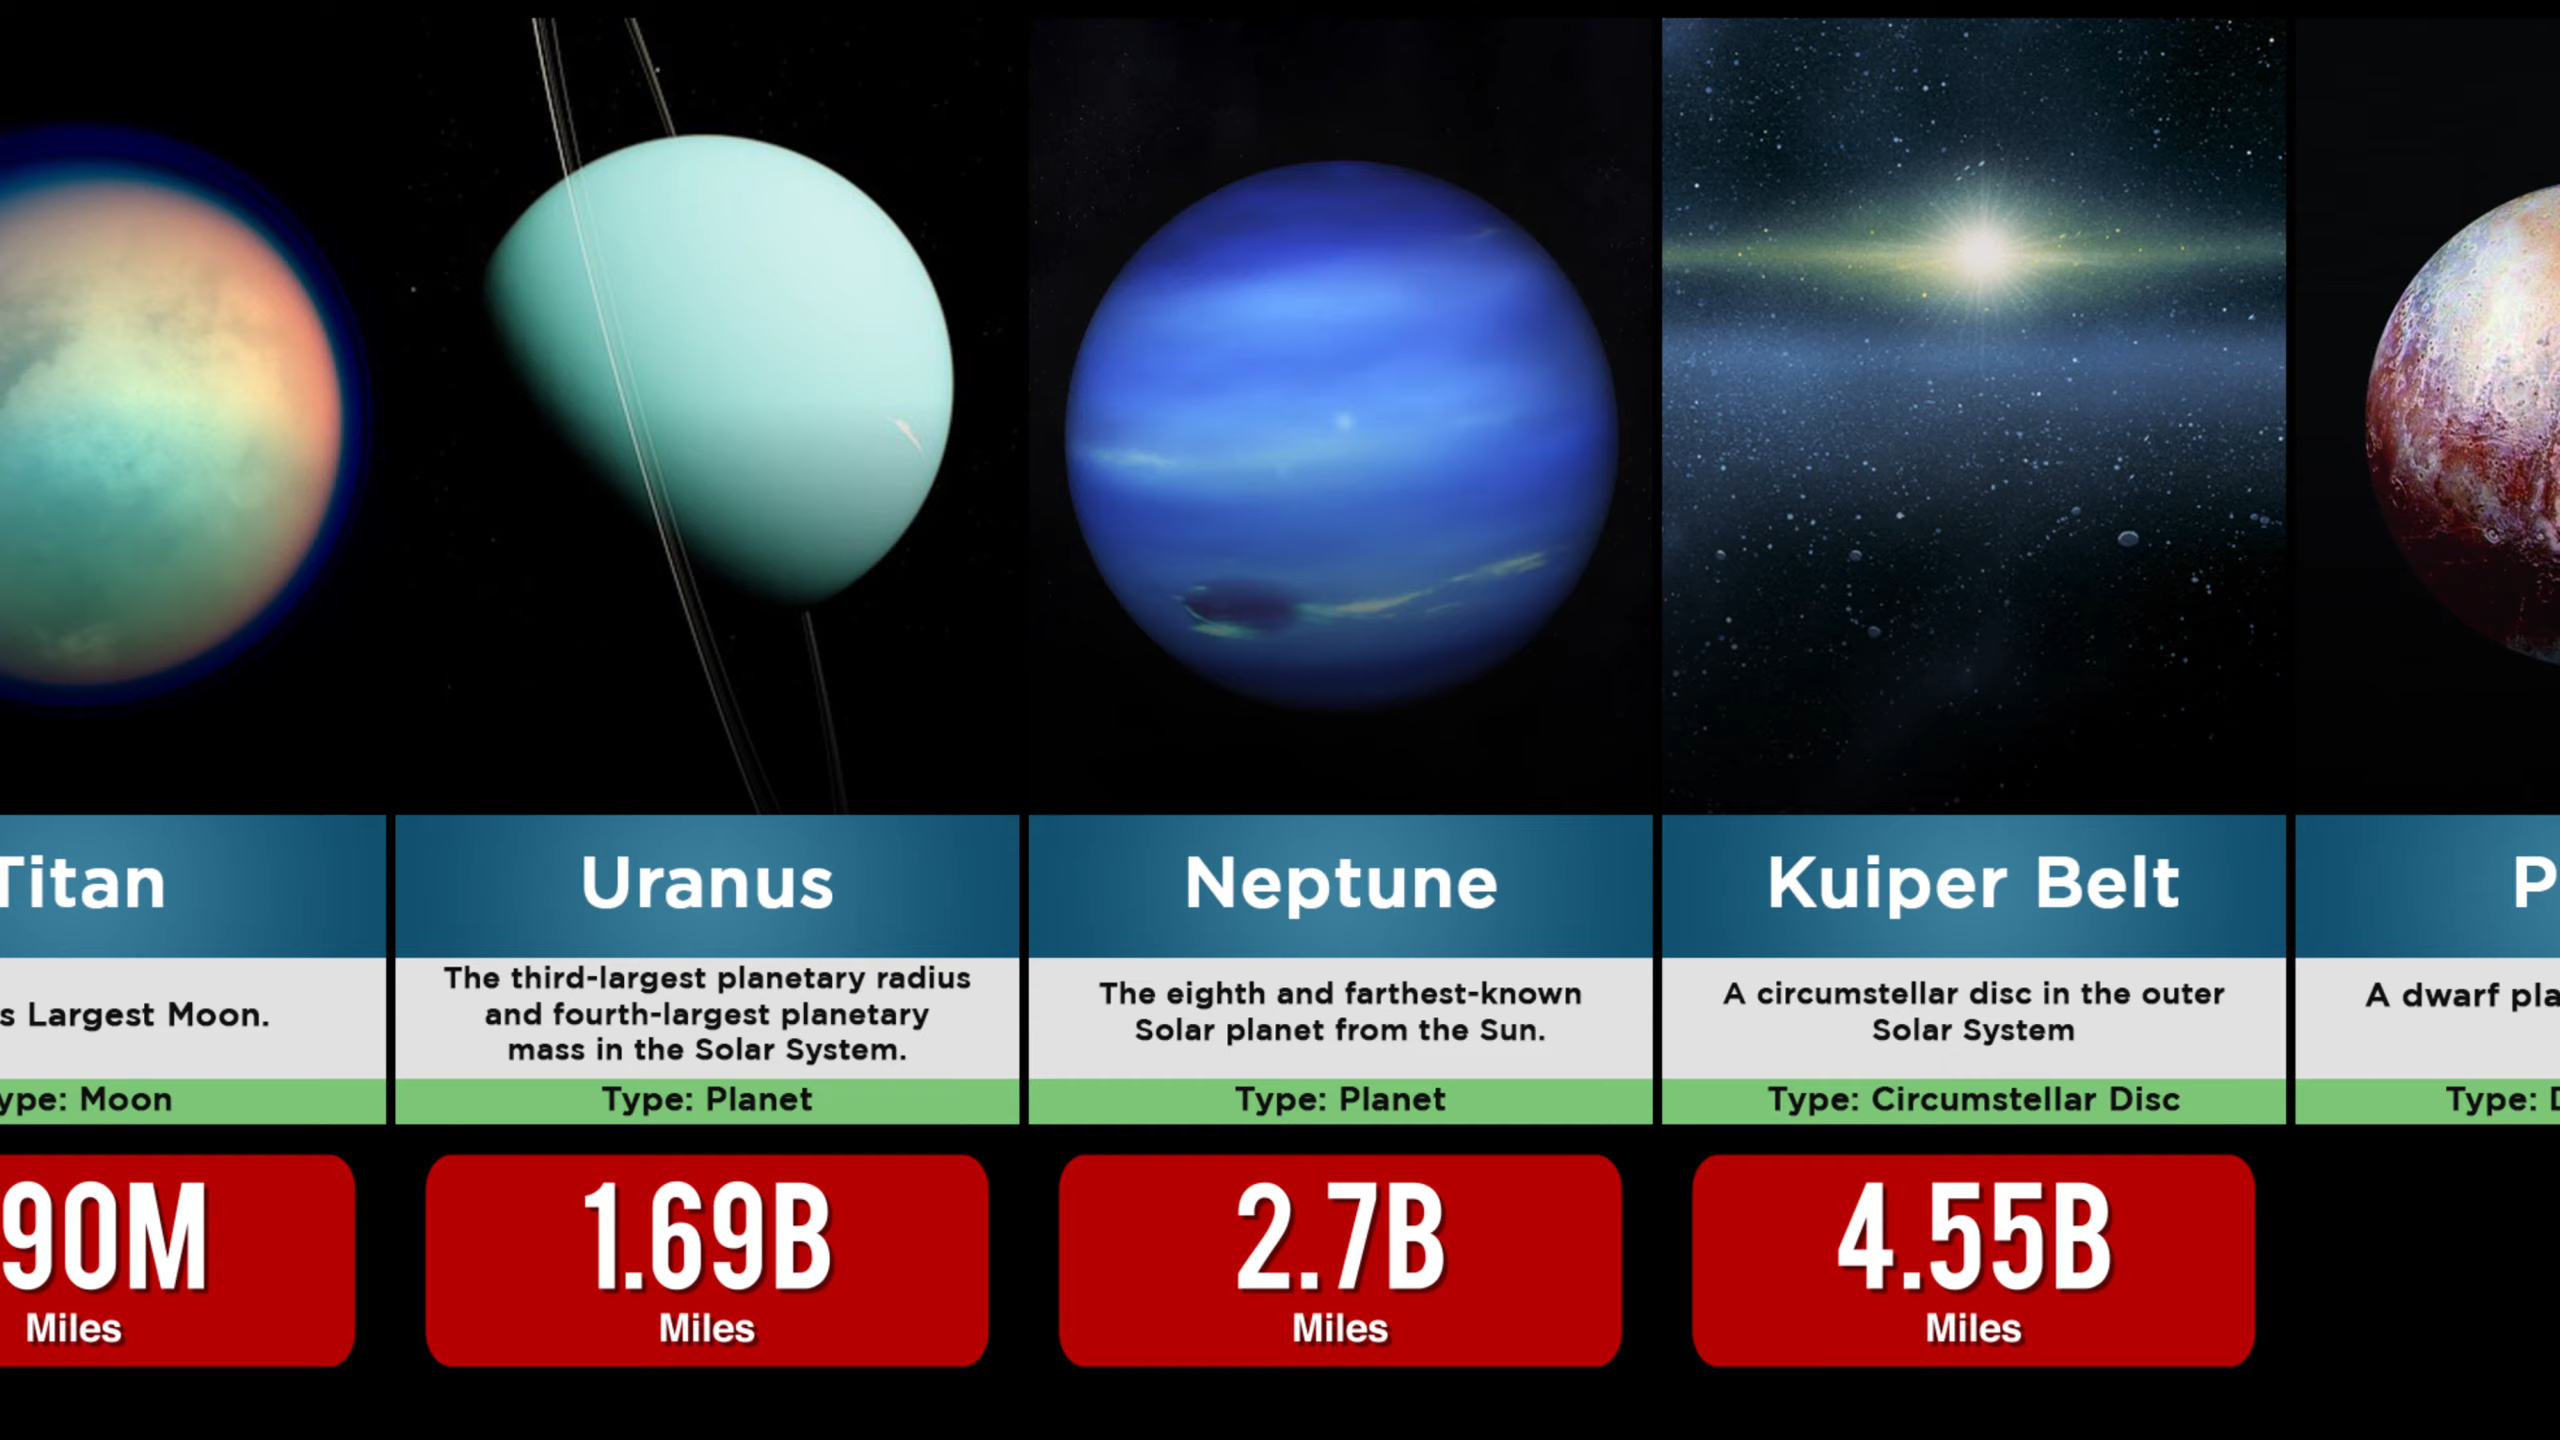 Titan
s Largest Moon.
ype: Moon
90M
Miles
Uranus
The third-largest planetary radius
and fourth-largest planetary
mass in the Solar System.
Type: Planet
1.69B
Miles
Neptune
The eighth and farthest-known
Solar planet from the Sun.
Type: Planet
2.7B
Miles
Kuiper Belt
A circumstellar disc in the outer
Solar System
Type: Circumstellar Disc
4.55B
Miles
P
A dwarf pla
Type: D